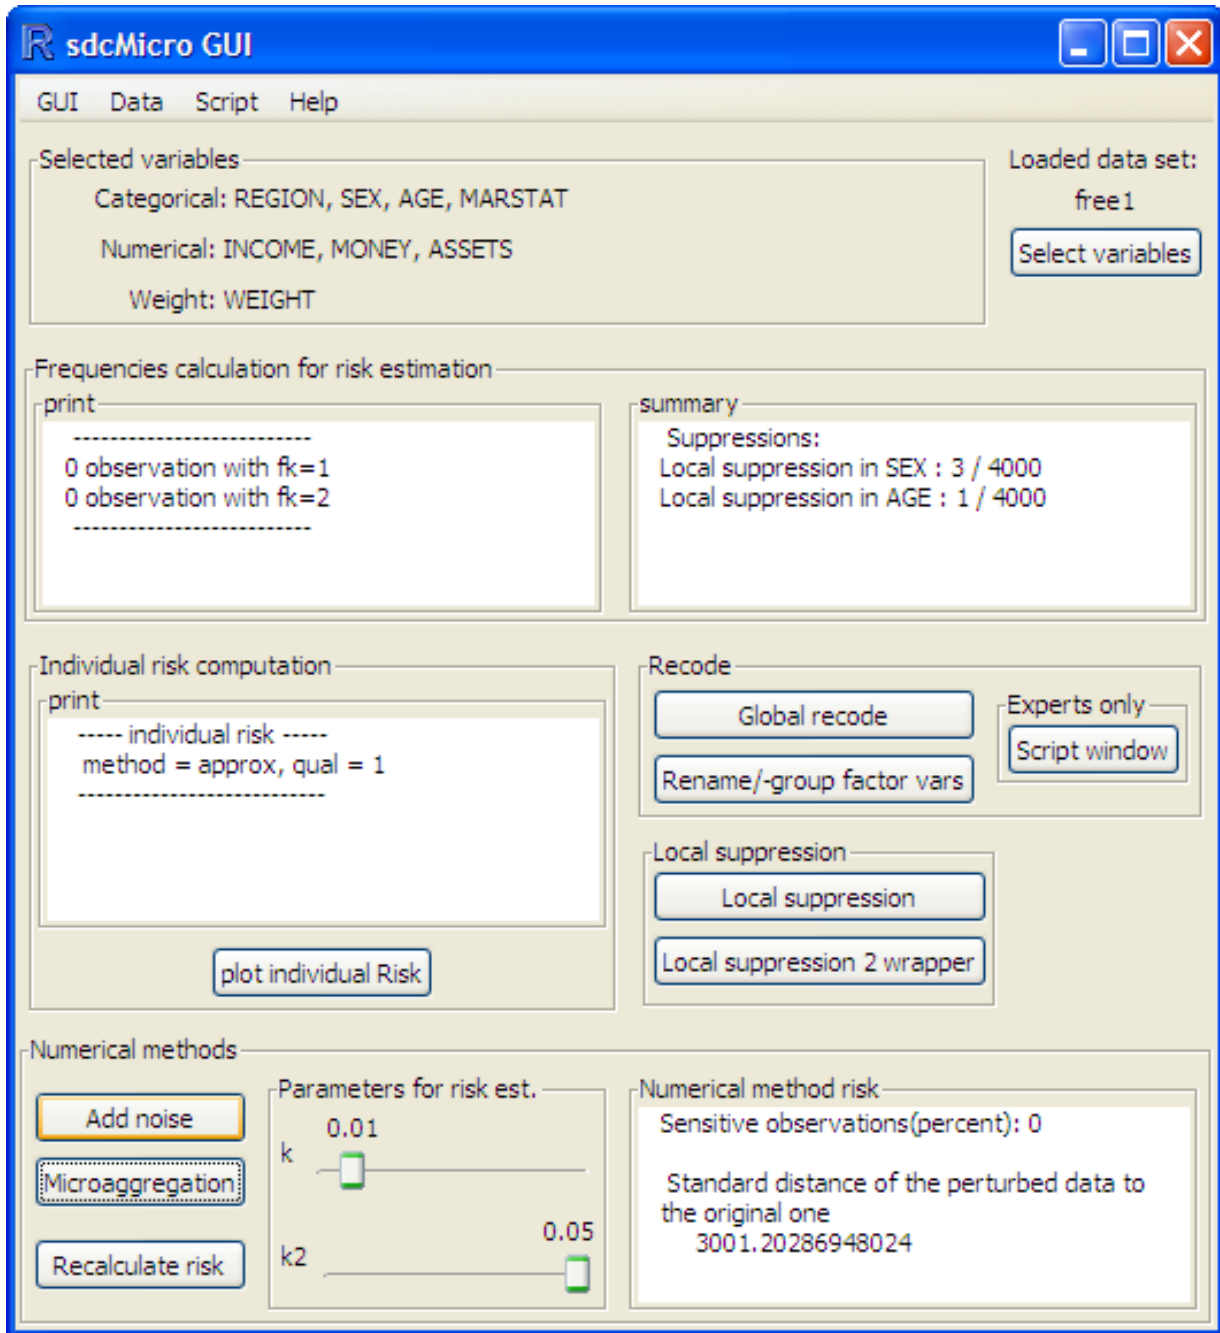 sdcMicro GUI
GUI Data Script Help
Selected variables
Categorical: REGION, SEX, AGE, MARSTAT
Numerical: INCOME, MONEY, ASSETS
Weight: WEIGHT
Loaded data set:
free1
Select variables
Frequencies calculation for risk estimation
print
--------------------------
0 observation with fk=1
0 observation with fk=2
--------------------------
summary
Suppressions:
Local suppression in SEX : 3 / 4000
Local suppression in AGE : 1 / 4000
Individual risk computation
print
----- individual risk -----
method = approx, qual = 1
---------------------------
plot individual Risk
Recode
Global recode
Rename/-group factor vars
Experts only
Script window
Local suppression
Local suppression
Local suppression 2 wrapper
Numerical methods
Add noise
Microaggregation
Recalculate risk
Parameters for risk est.
0.01
k
0.05
k2
Numerical method risk
Sensitive observations(percent): 0
Standard distance of the perturbed data to
the original one
3001.20286948024